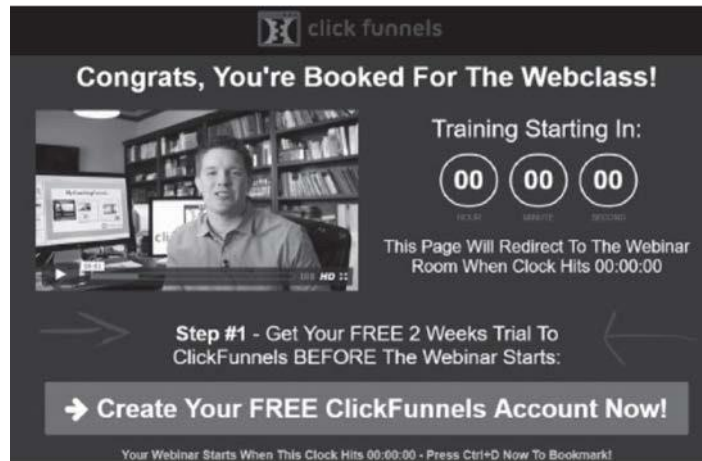 click funnels
Congrats, You're Booked For The Webclass!
Training Starting In:
00 00 00
HOUR MINUTE SECOND
This Page Will Redirect To The Webinar
Room When Clock Hits 00:00:00
HD
Step #1 - Get Your FREE 2 Weeks Trial To
ClickFunnels BEFORE The Webinar Starts:
Create Your FREE ClickFunnels Account Now!
Your Webinar Starts When This Clock Hits 00:00:00 - Press Ctrl+D Now To Bookmark!